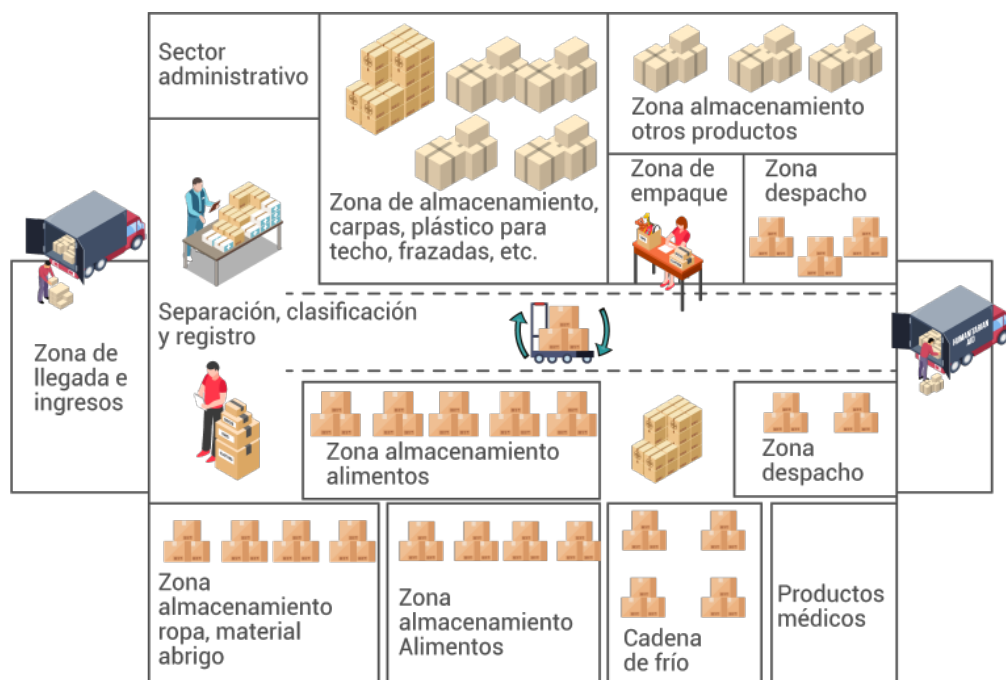 Sector
administrativo
Zona de almacenamiento,
carpas, plástico para
techo, frazadas, etc.
Zona almacenamiento
otros productos
Zona de
empaque
Zona
despacho
Separación, clasificación
y registro
Zona de
llegada e
ingresos
HUMANITARIAN
AID
Zona almacenamiento
alimentos
Zona
despacho
Zona
almacenamiento
ropa, material
abrigo
Zona
almacenamiento
Alimentos
Cadena
de frío
Productos
médicos